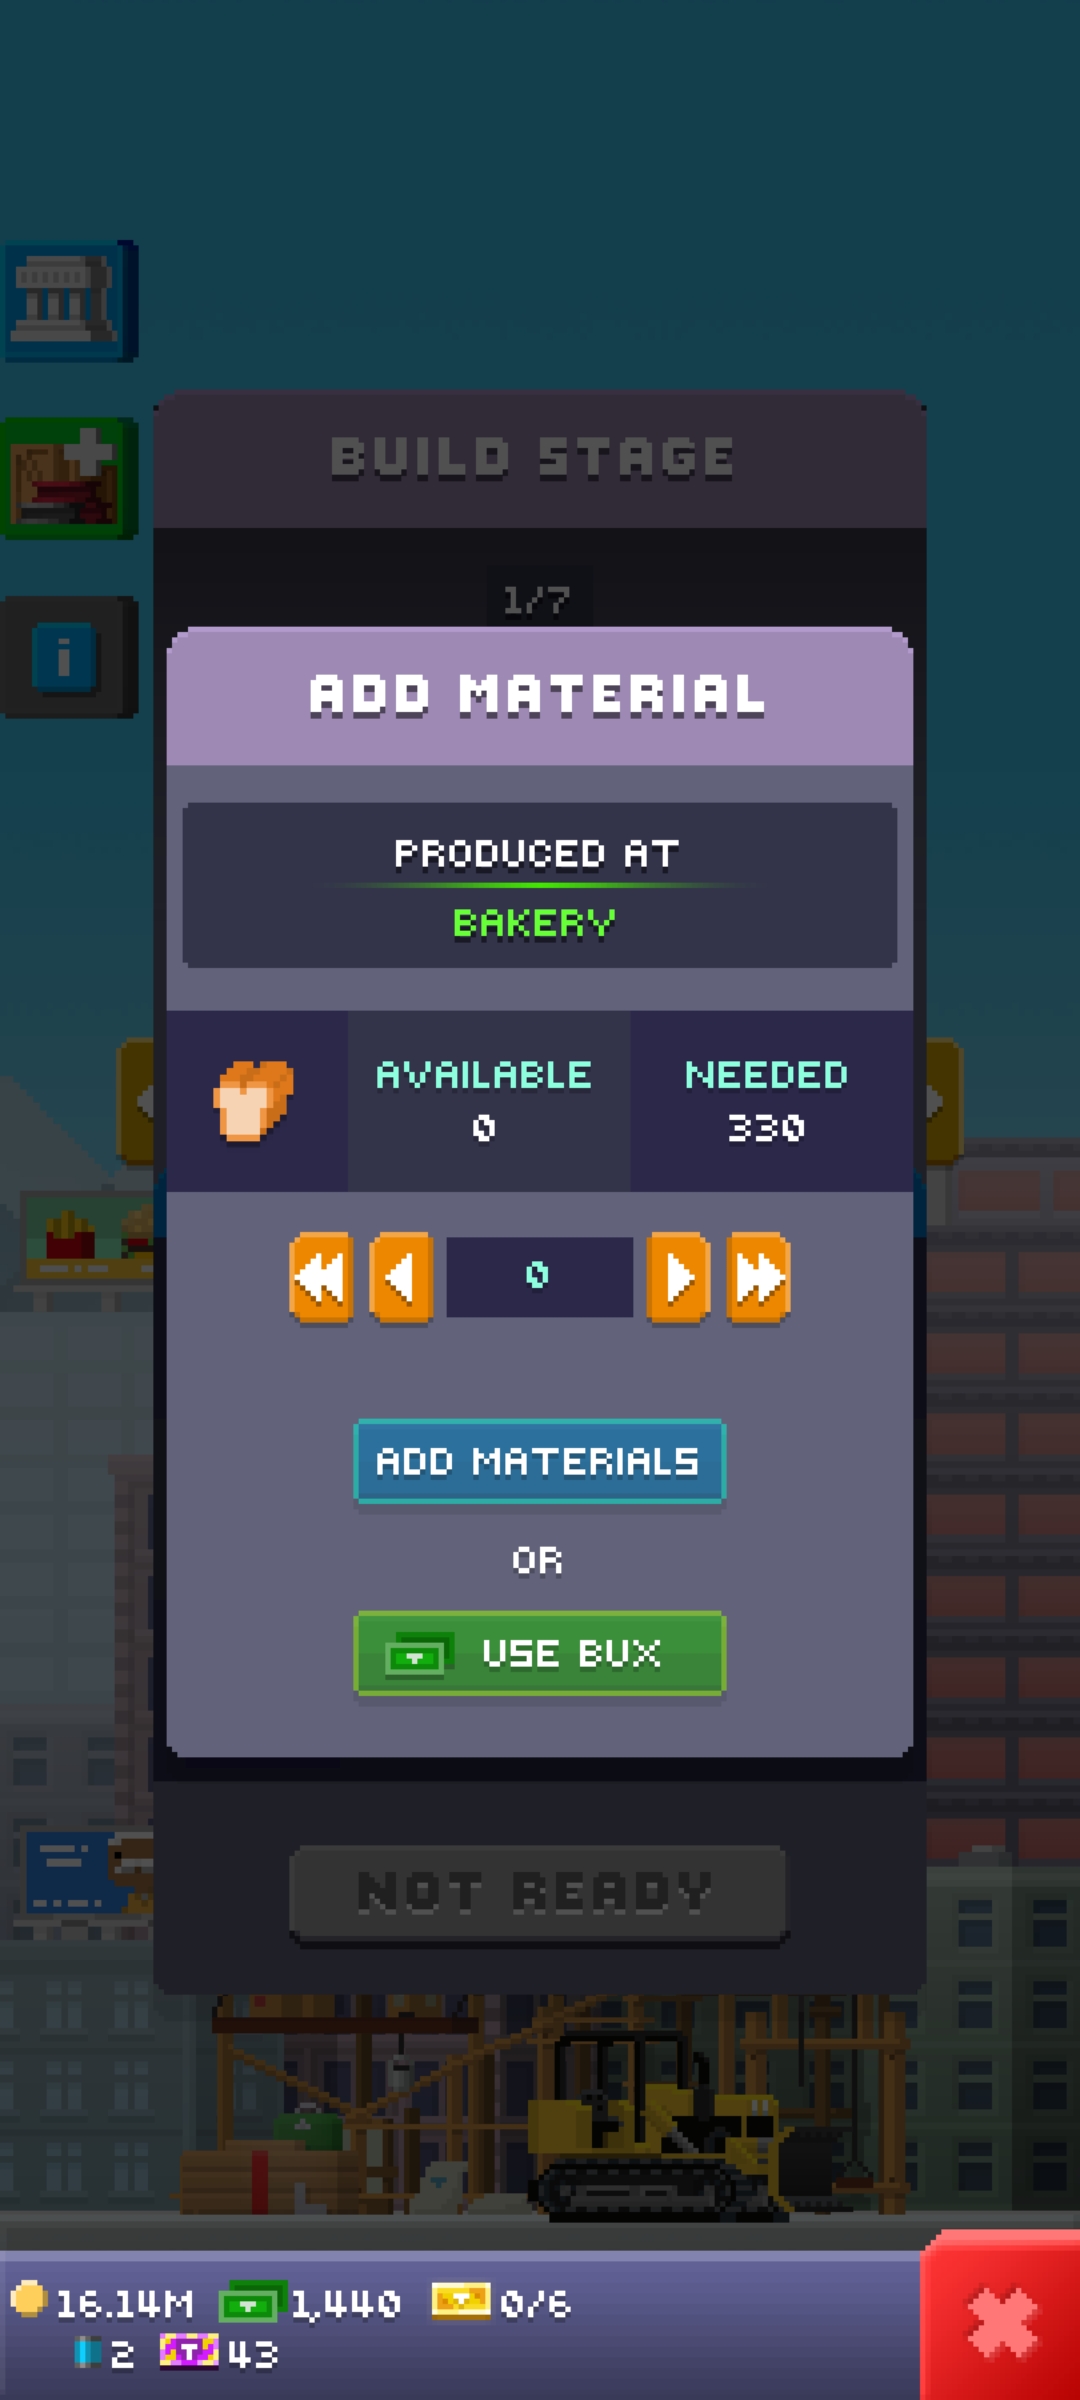 BUILD STAGE
1/7
ADD MATERIAL
PRODUCED AT
BAKERY
AVAILABLE
0
NEEDED
330
0
ADD MATERIALS
OR
USE BUX
NOT READY
16.14M 1,440 0/6
2 43